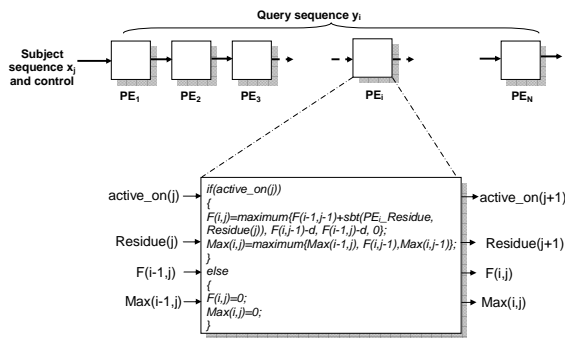 Query sequence yi
Subject
sequence xj
and control
PE1
PE2
PE3
PEi
PEN
active_on(j)
Residue(j)
F(i-1,j)
Max(i-1,j)
if(active_on(j))
{
F(i,j)=maximum{F(i-1,j-1)+sbt(PEi_Residue,
Residue(j)), F(i,j-1)-d, F(i-1,j)-d, 0};
Max(i,j)=maximum{Max(i-1,j), F(i,j-1),Max(i,j-1)};
}
else
{
F(i,j)=0;
Max(i,j)=0;
}
active_on(j+1)
Residue(j+1)
F(i,j)
Max(i,j)